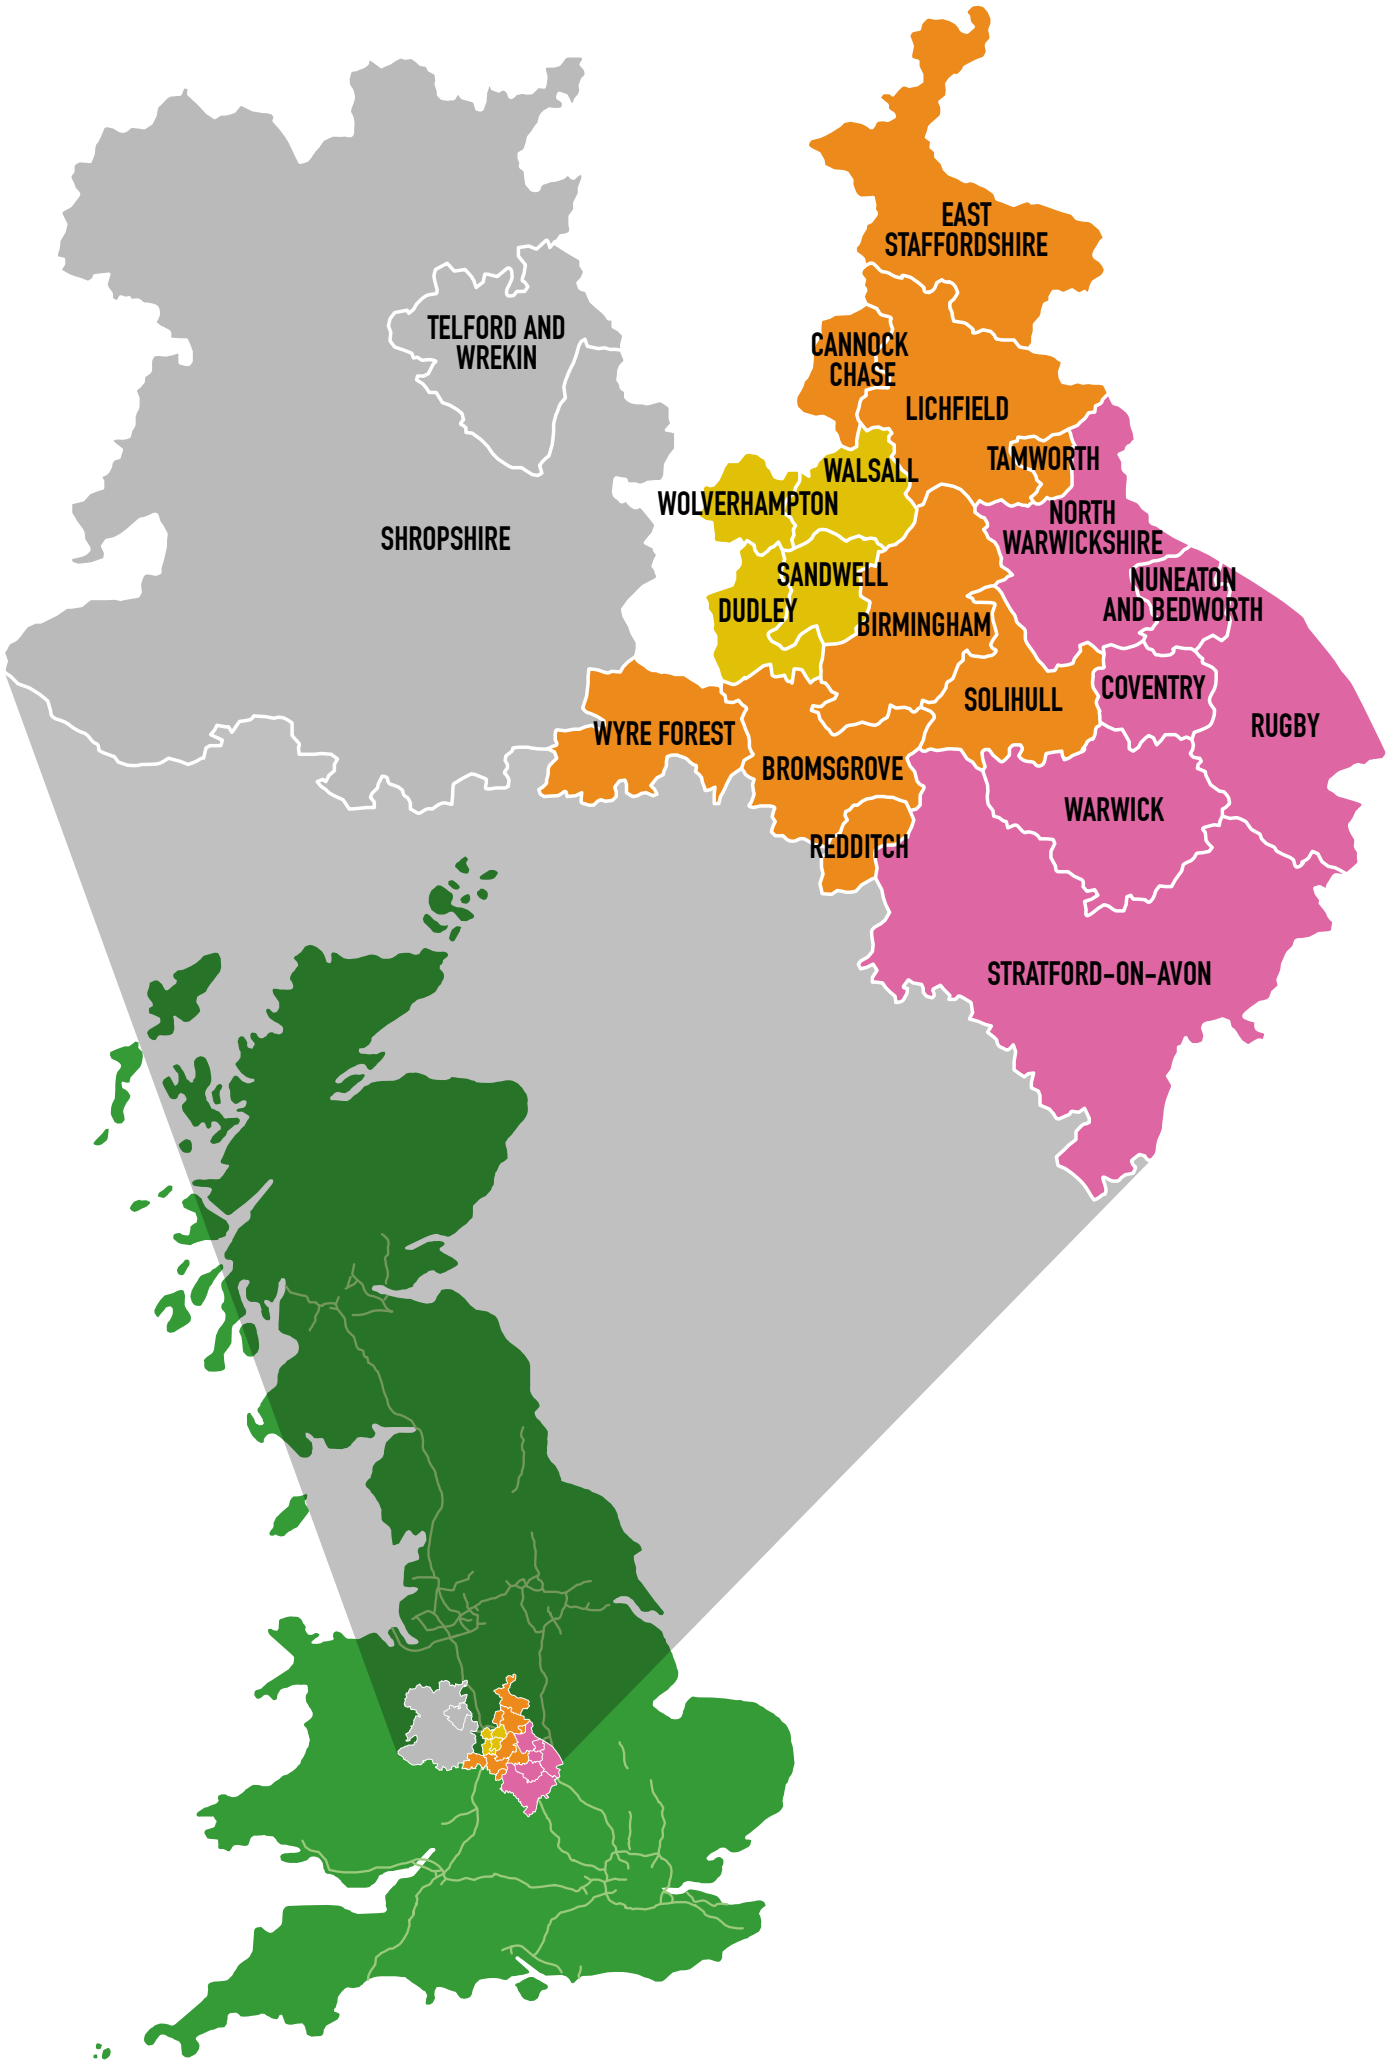 EAST
STAFFORDSHIRE
TELFORD AND
WREKIN
CANNOCK
CHASE
LICHFIELD
TAMWORTH
WALSALL
WOLVERHAMPTON
NORTH
WARWICKSHIRE
SHROPSHIRE
SANDWELL
NUNEATON
AND BEDWORTH
DUDLEY
BIRMINGHAM
COVENTRY
SOLIHULL
RUGBY
WYRE FOREST
BROMSGROVE
WARWICK
REDDITCH
STRATFORD-ON-AVON